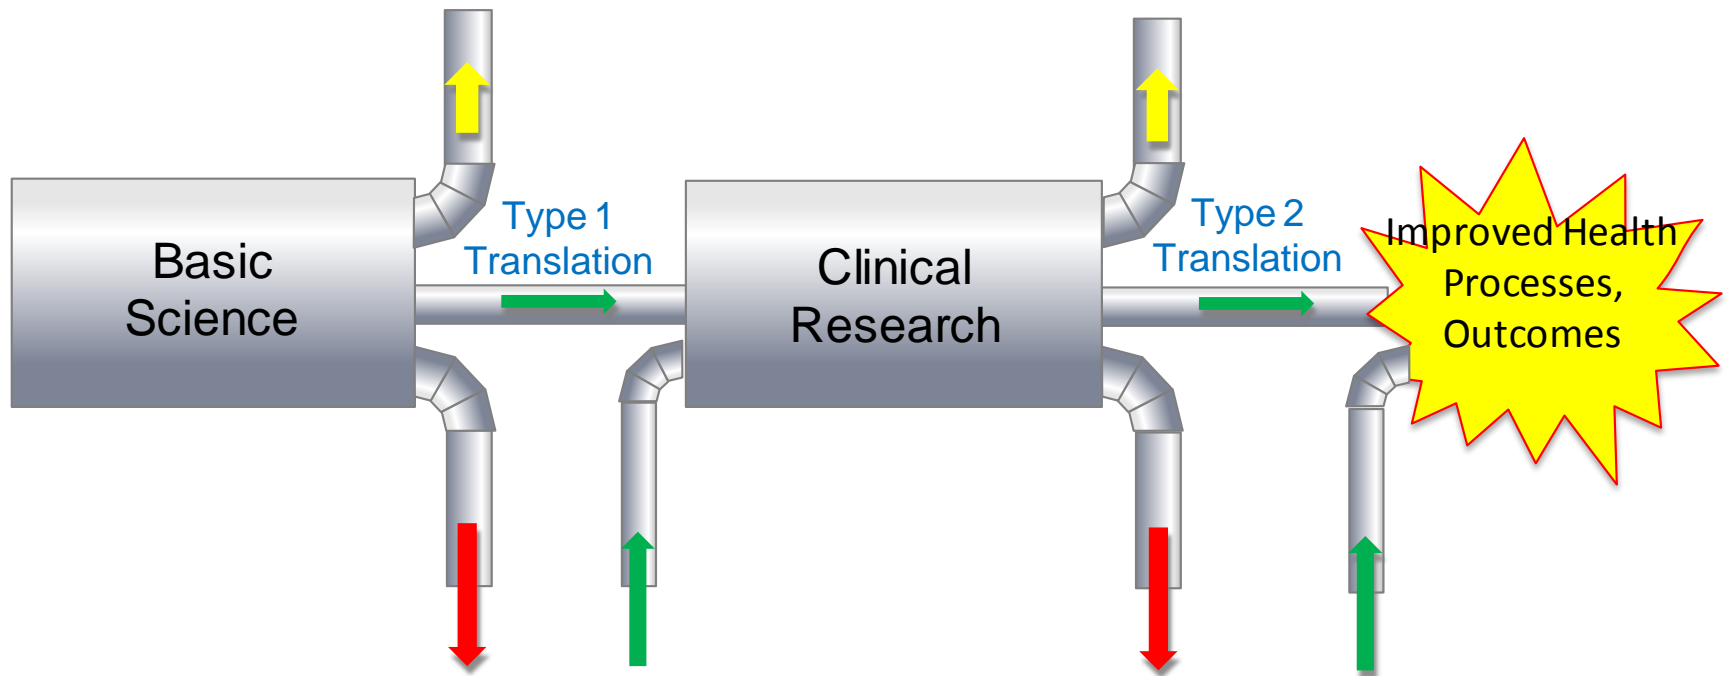 Basic
Science
Type 1
Translation
Clinical
Research
Type 2
Translation
Improved Health
Processes,
Outcomes